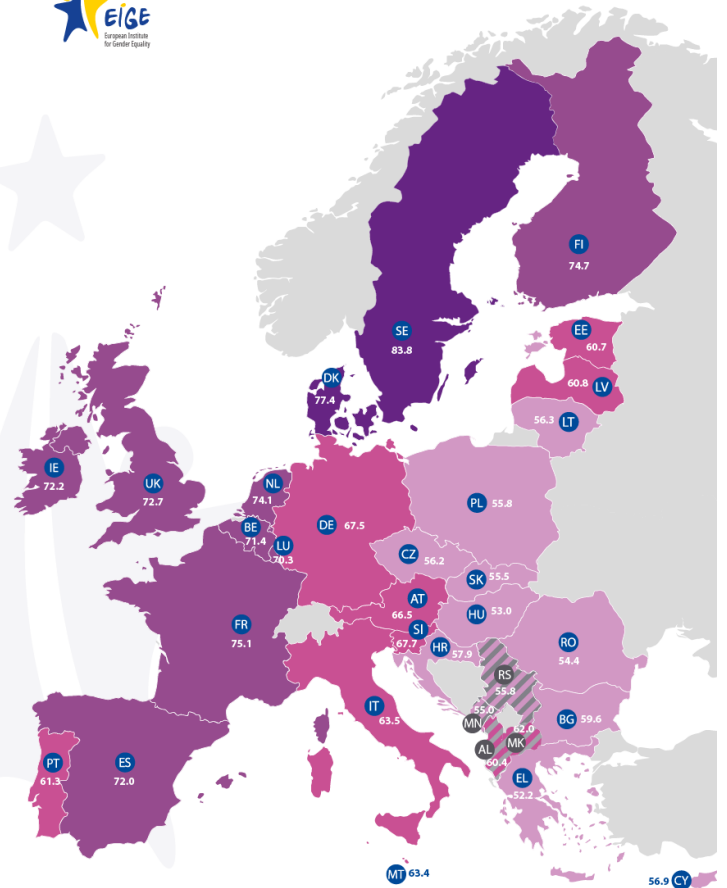 EIGE
European Institute
for Gender Equality
FI
74.7
SE
83.8
EE
60.7
DK
77.4
60.8 LV
56.3 LT
IE
72.2
UK
72.7
NL
74.1
BE
71.4
LU
70.3
DE 67.5
PL 55.8
CZ 56.2
SK 55.5
AT
66.5
HU 53.0
SI
67.7
HR 57.9
RO
54.4
FR
75.1
RS
55.8
IT
63.5
55.0
MN
BG 59.6
62.0
MK
AL
60.4
PT
61.3
ES
72.0
EL
52.2
MT 63.4
56.9 CY